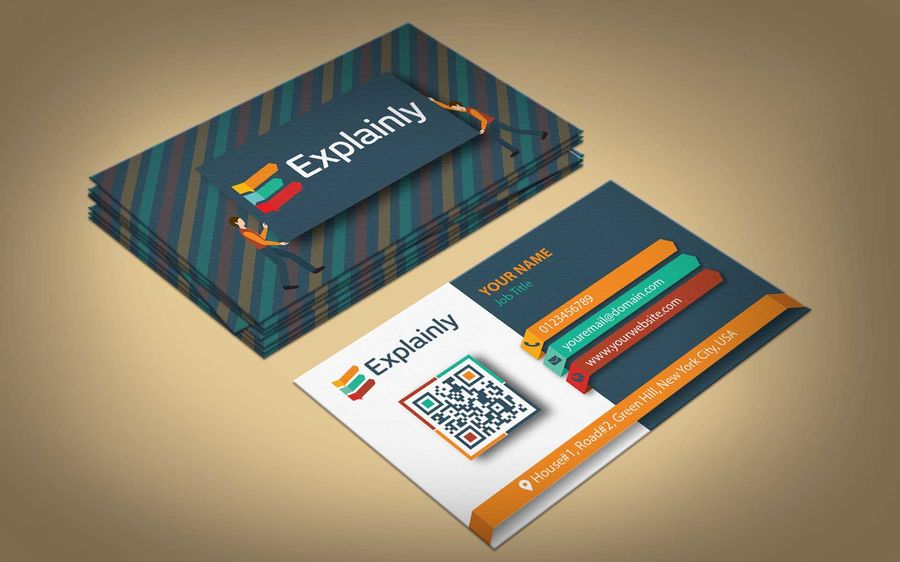 Explainly
Explainly
YOUR NAME
Job Title
0123456789
youremail@domain.com
www.yourwebsite.com
House#1, Road#2, Green Hill, New York City, USA